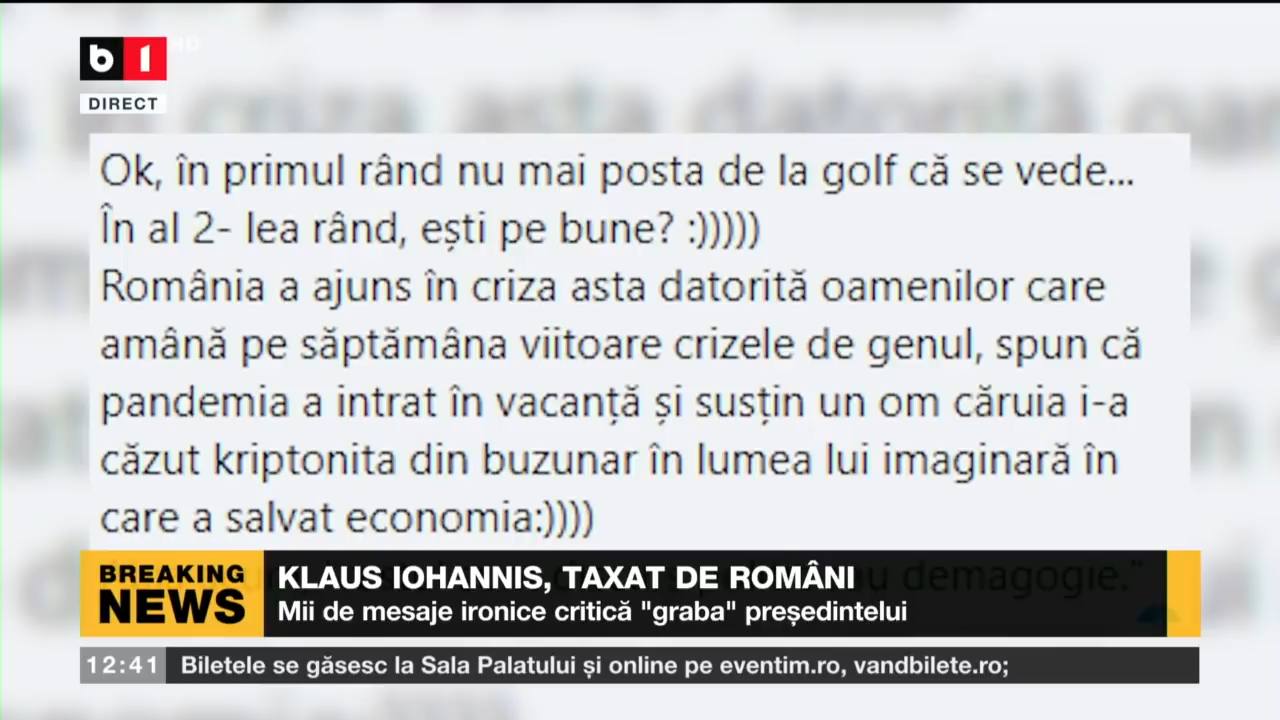 b1
DIRECT
Ok, în primul rând nu mai posta de la golf că se vede...
În al 2- lea rând, ești pe bune? :)))))
România a ajuns în criza asta datorită oamenilor care
amână pe săptămâna viitoare crizele de genul, spun că
pandemia a intrat în vacanță și susțin un om căruia i-a
căzut kriptonita din buzunar în lumea lui imaginară în
care a salvat economia:))))
demagogie."
BREAKING
NEWS
KLAUS IOHANNIS, TAXAT DE ROMÂNI
Mii de mesaje ironice critică "graba" președintelui
12:41 Biletele se găsesc la Sala Palatului și online pe eventim.ro, vandbilete.ro;